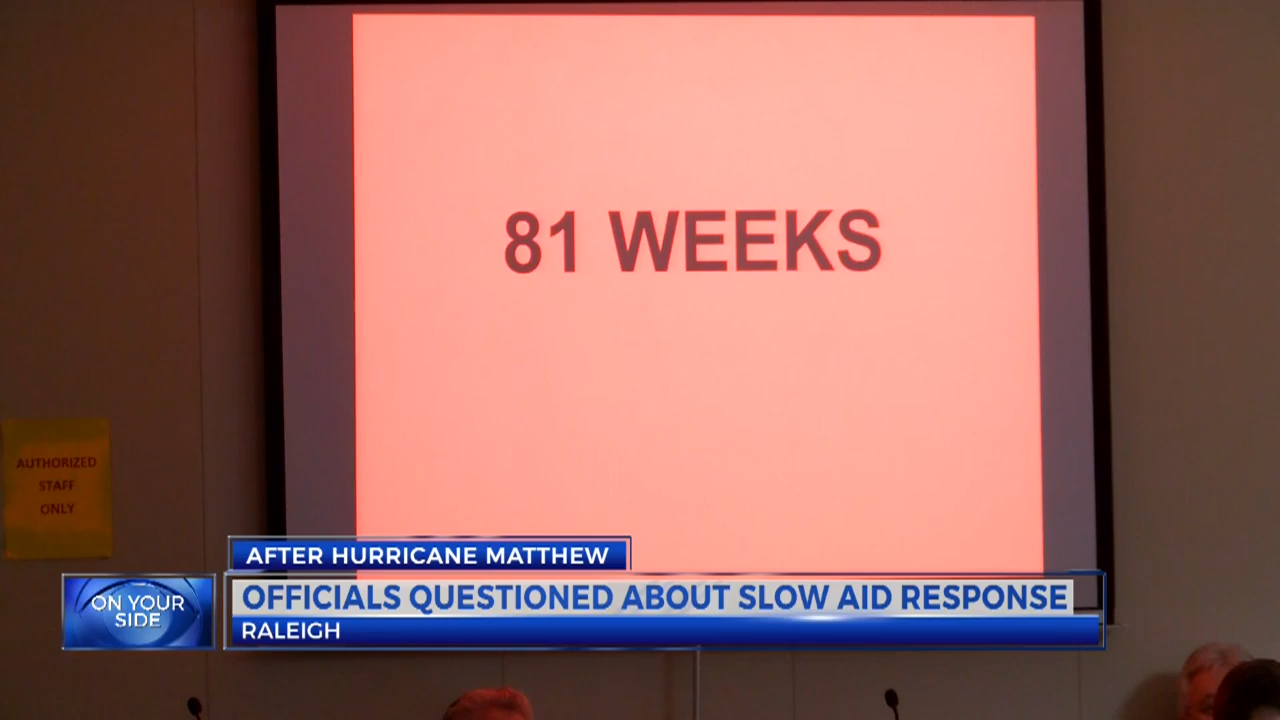 81 WEEKS
AUTHORIZED
STAFF
ONLY
AFTER HURRICANE MATTHEW
ON YOUR
SIDE
OFFICIALS QUESTIONED ABOUT SLOW AID RESPONSE
RALEIGH